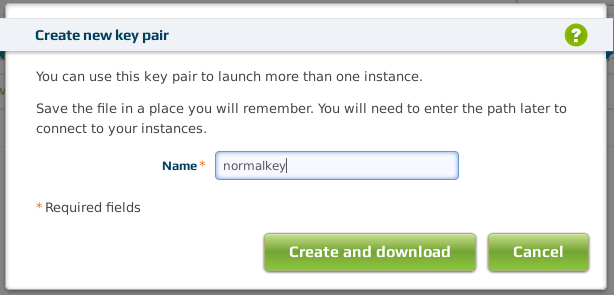 Create new key pair
?
You can use this key pair to launch more than one instance.
Save the file in a place you will remember. You will need to enter the path later to
connect to your instances.
Name * normalkey
* Required fields
Create and download Cancel